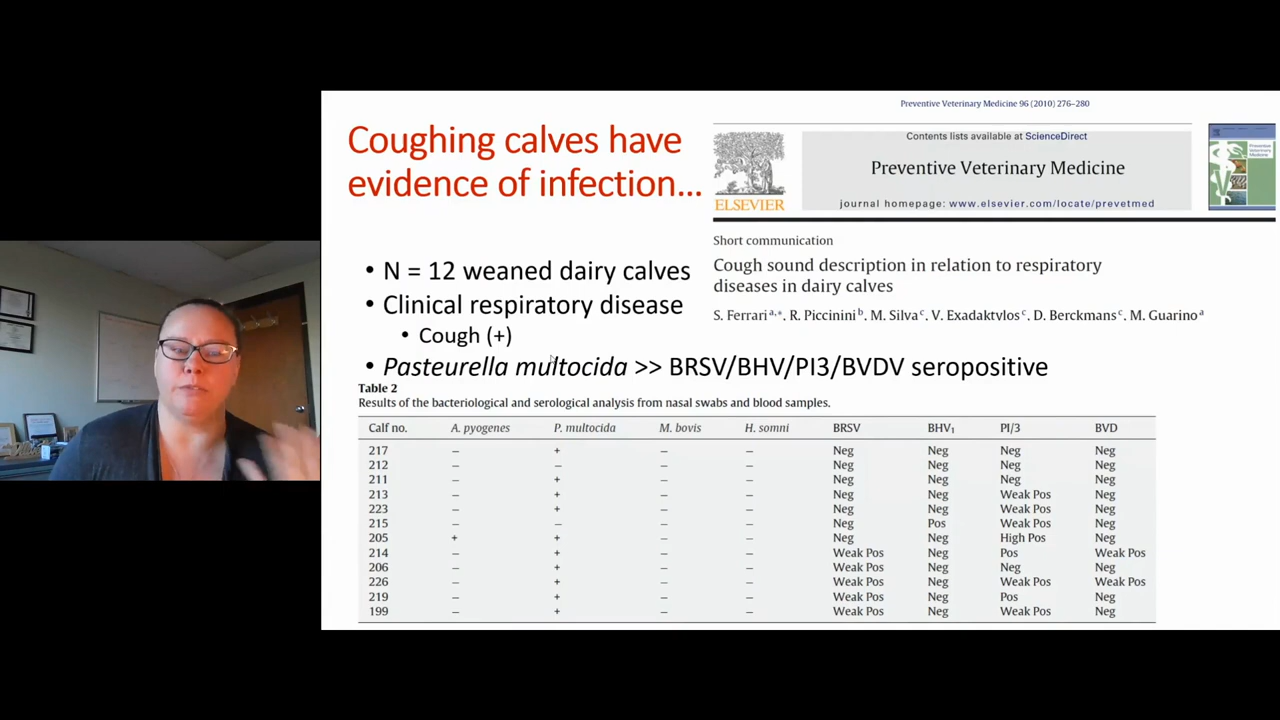 Coughing calves have
evidence of infection...
• N = 12 weaned dairy calves
• Clinical respiratory disease
• Cough (+)
• Pasteurella multocida >> BRSV/BHV/PI3/BVDV seropositive
Preventive Veterinary Medicine 96 (2010) 276–280
Contents lists available at ScienceDirect
Preventive Veterinary Medicine
journal homepage: www.elsevier.com/locate/prevetmed
ELSEVIER
Short communication
Cough sound description in relation to respiratory
diseases in dairy calves
S. Ferrari a,*, R. Piccinini b, M. Silva c, V. Exadaktylos c, D. Berckmans c, M. Guarino a
Table 2
Results of the bacteriological and serological analysis from nasal swabs and blood samples.
Calf no. A. pyogenes P. multocida M. bovis H. somni BRSV BHV1 PI/3 BVD
217 – + – – Neg Neg Neg Neg
212 – – – – Neg Neg Neg Neg
211 – + – – Neg Neg Neg Neg
213 – + – – Neg Neg Weak Pos Neg
223 – + – – Neg Neg Weak Pos Neg
215 – – – – Neg Pos Weak Pos Neg
205 + + – – Neg Neg High Pos Neg
214 – + – – Weak Pos Neg Pos Weak Pos
206 – + – – Weak Pos Neg Neg Neg
226 – + – – Weak Pos Neg Weak Pos Weak Pos
219 – + – – Weak Pos Neg Pos Neg
199 – + – – Weak Pos Neg Weak Pos Neg